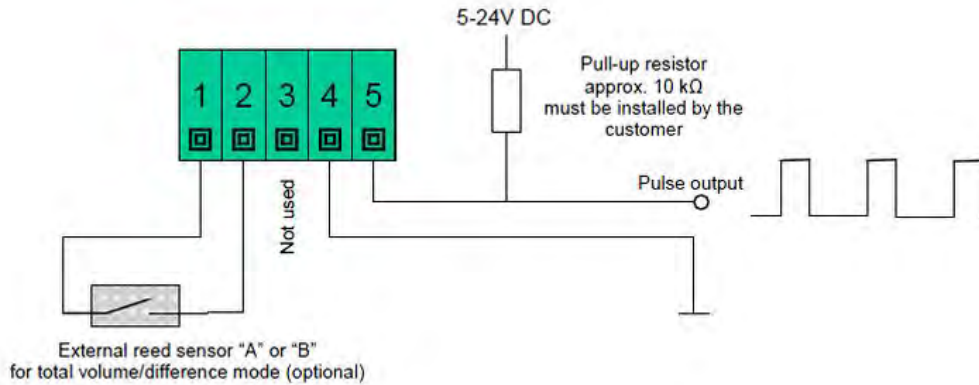 5-24V DC
Pull-up resistor
approx. 10 kΩ
must be installed by the
customer
1 2 3 4 5
Not used
Pulse output
External reed sensor “A” or “B”
for total volume/difference mode (optional)